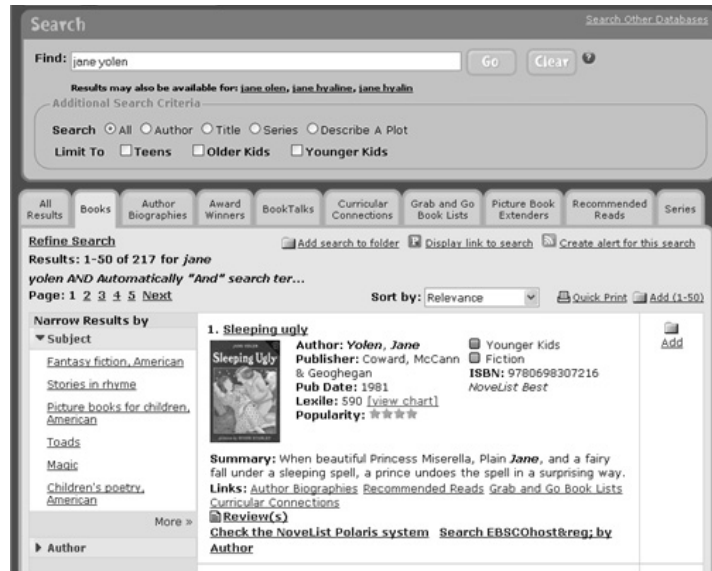 Search
Search Other Databases
Find: jane yolen
Go
Clear
?
Results may also be available for: jane olen, jane hyaline, jane hyalin
Additional Search Criteria
Search All Author Title Series Describe A Plot
Limit To Teens Older Kids Younger Kids
All Results
Books
Author Biographies
Award Winners
BookTalks
Curricular Connections
Grab and Go Book Lists
Picture Book Extenders
Recommended Reads
Series
Refine Search
Add search to folder Display link to search Create alert for this search
Results: 1-50 of 217 for jane
yolen AND Automatically "And" search ter...
Page: 1 2 3 4 5 Next
Sort by: Relevance
Quick Print Add (1-50)
Narrow Results by
Subject
Fantasy fiction, American
Stories in rhyme
Picture books for children,
American
Toads
Magic
Children's poetry,
American
More »
Author
1. Sleeping ugly
Sleeping Ugly
Author: Yolen, Jane
Publisher: Coward, McCann
& Geoghegan
Pub Date: 1981
Lexile: 590 [view chart]
Popularity:
Younger Kids
Fiction
ISBN: 9780698307216
NoveList Best
Add
Summary: When beautiful Princess Miserella, Plain Jane, and a fairy
fall under a sleeping spell, a prince undoes the spell in a surprising way.
Links: Author Biographies Recommended Reads Grab and Go Book Lists
Curricular Connections
Review(s)
Check the NoveList Polaris system Search EBSCOhost&reg; by
Author